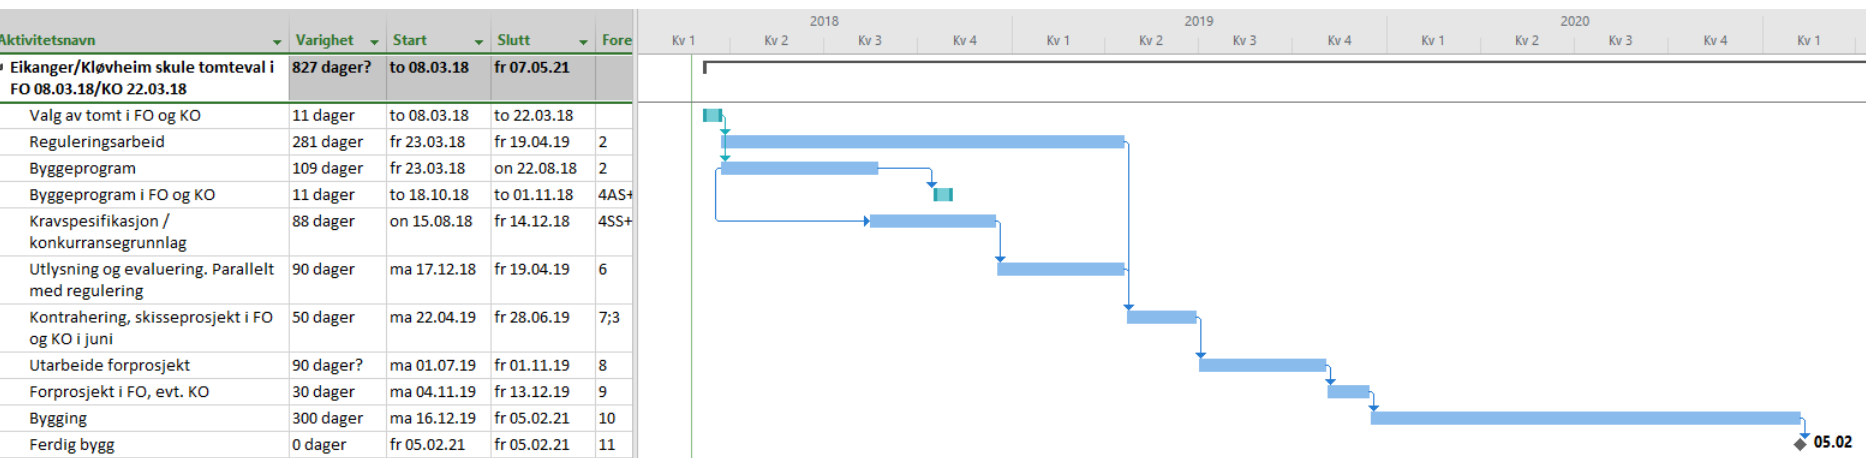 2018 2019 2020
Aktivitetsnavn Varighet Start Slutt Fore Kv 1 Kv 2 Kv 3 Kv 4 Kv 1 Kv 2 Kv 3 Kv 4 Kv 1 Kv 2 Kv 3 Kv 4 Kv 1
Eikanger/Kløvheim skule tomteval i 827 dager? to 08.03.18 fr 07.05.21
FO 08.03.18/KO 22.03.18
Valg av tomt i FO og KO 11 dager to 08.03.18 to 22.03.18
Reguleringsarbeid 281 dager fr 23.03.18 fr 19.04.19 2
Byggeprogram 109 dager fr 23.03.18 on 22.08.18 2
Byggeprogram i FO og KO 11 dager to 18.10.18 to 01.11.18 4AS+
Kravspesifikasjon / 88 dager on 15.08.18 fr 14.12.18 4SS+
konkurransegrunnlag
Utlysning og evaluering. Parallelt 90 dager ma 17.12.18 fr 19.04.19 6
med regulering
Kontrahering, skisseprosjekt i FO 50 dager ma 22.04.19 fr 28.06.19 7;3
og KO i juni
Utarbeide forprosjekt 90 dager? ma 01.07.19 fr 01.11.19 8
Forprosjekt i FO, evt. KO 30 dager ma 04.11.19 fr 13.12.19 9
Bygging 300 dager ma 16.12.19 fr 05.02.21 10
Ferdig bygg 0 dager fr 05.02.21 fr 05.02.21 11 05.02